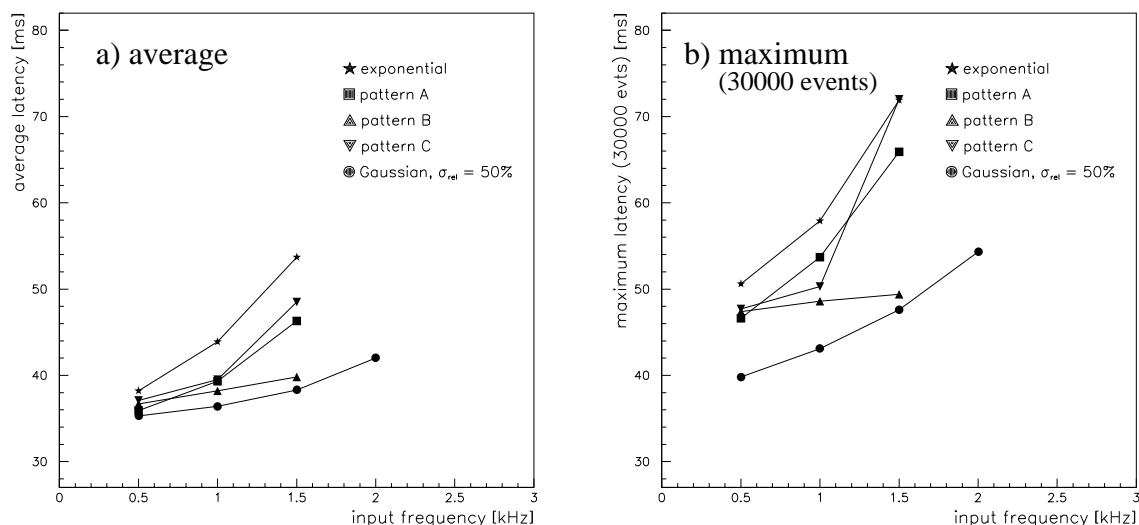 a) average
average latency [ms]
80
70
60
50
40
30
exponential
pattern A
pattern B
pattern C
Gaussian, σrel = 50%
0 0.5 1 1.5 2 2.5 3
input frequency [kHz]
b) maximum
(30000 events)
maximum latency (30000 evts) [ms]
80
70
60
50
40
30
exponential
pattern A
pattern B
pattern C
Gaussian, σrel = 50%
0 0.5 1 1.5 2 2.5 3
input frequency [kHz]